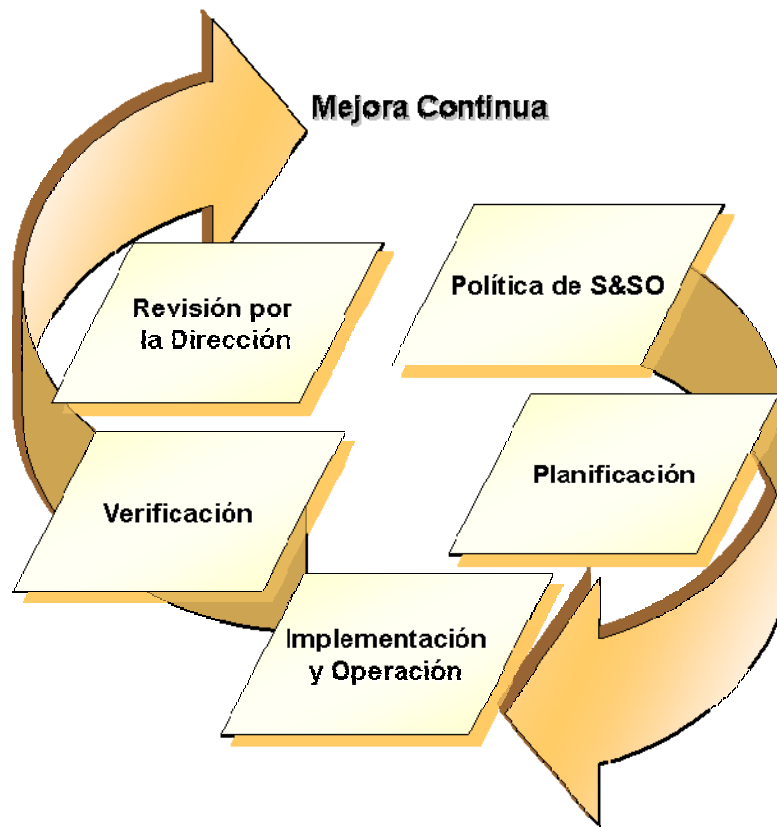 Mejora Continua
Política de S&SO
Revisión por
la Dirección
Planificación
Verificación
Implementación
y Operación